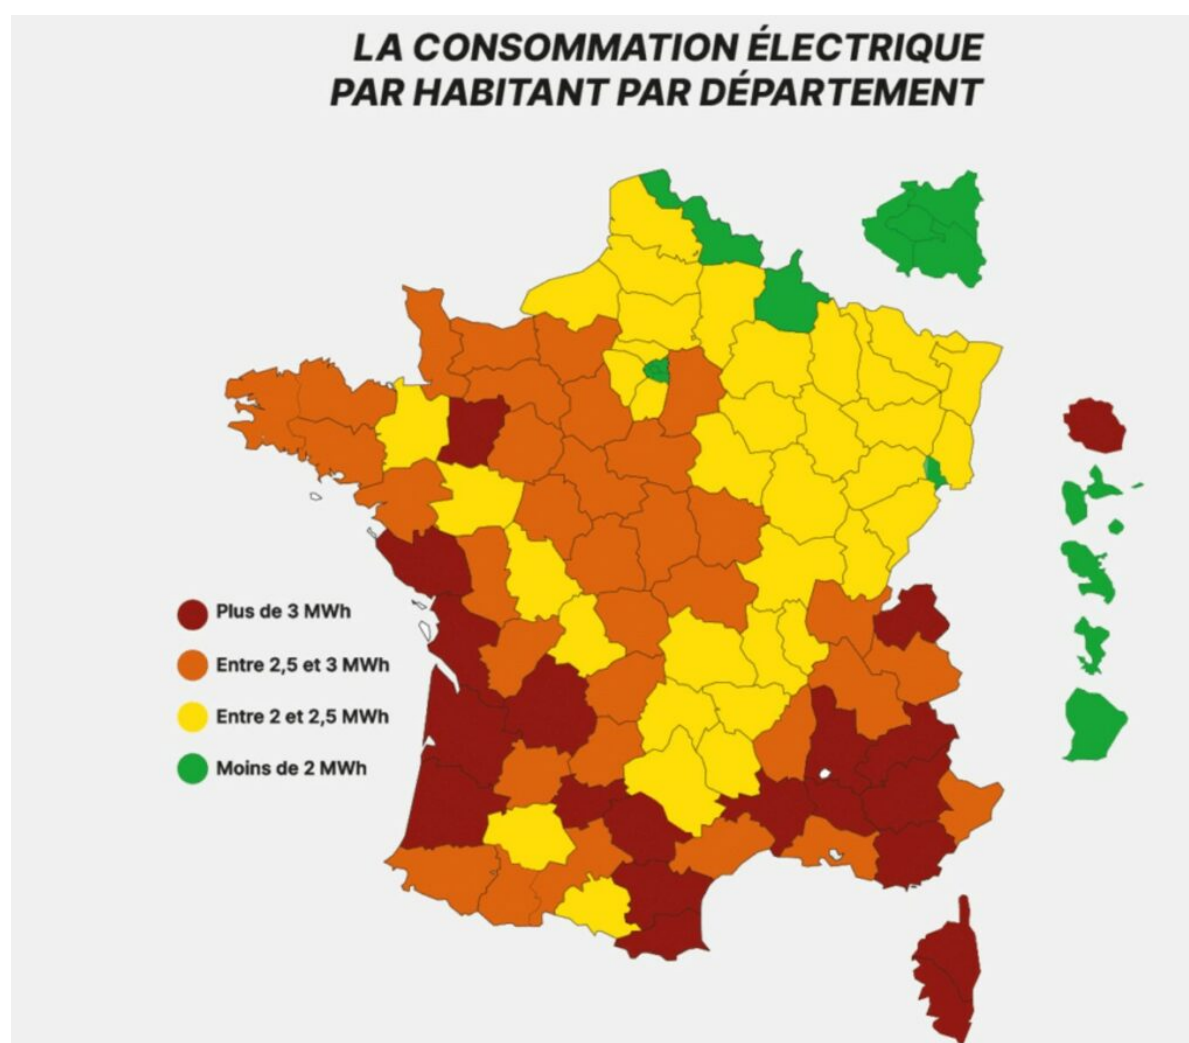 LA CONSOMMATION ÉLECTRIQUE
PAR HABITANT PAR DÉPARTEMENT
Plus de 3 MWh
Entre 2,5 et 3 MWh
Entre 2 et 2,5 MWh
Moins de 2 MWh